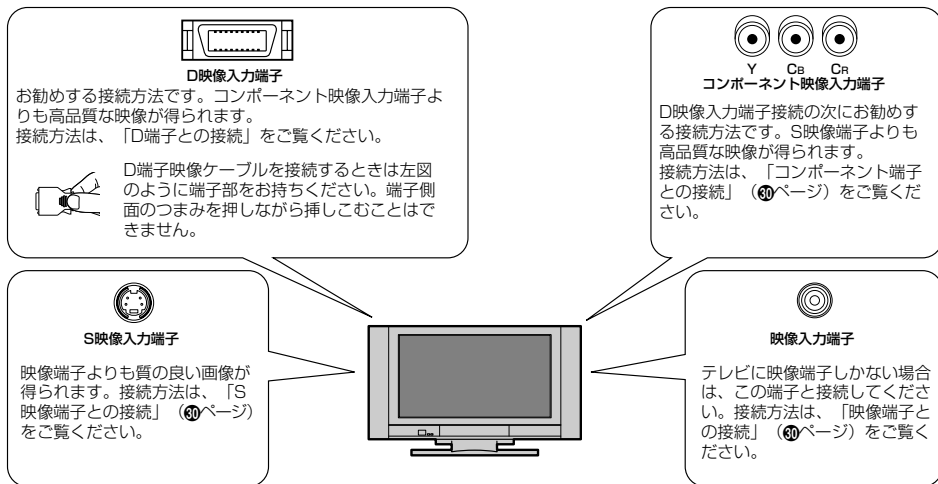 D映像入力端子
お勧めする接続方法です。コンポーネント映像入力端子よ
りも高品質な映像が得られます。
接続方法は、「D端子との接続」をご覧ください。
D端子映像ケーブルを接続するときは左図
のように端子部をお持ちください。端子側
面のつまみを押しながら挿しこむことはで
きません。
Y CB CR
コンポーネント映像入力端子
D映像入力端子接続の次にお勧めす
る接続方法です。S映像端子よりも
高品質な映像が得られます。
接続方法は、「コンポーネント端子
との接続」（30ページ）をご覧くだ
さい。
S映像入力端子
映像端子よりも質の良い画像が
得られます。接続方法は、「S
映像端子との接続」（30ページ）
をご覧ください。
映像入力端子
テレビに映像端子しかない場合
は、この端子と接続してくださ
い。接続方法は、「映像端子と
の接続」（30ページ）をご覧く
ださい。